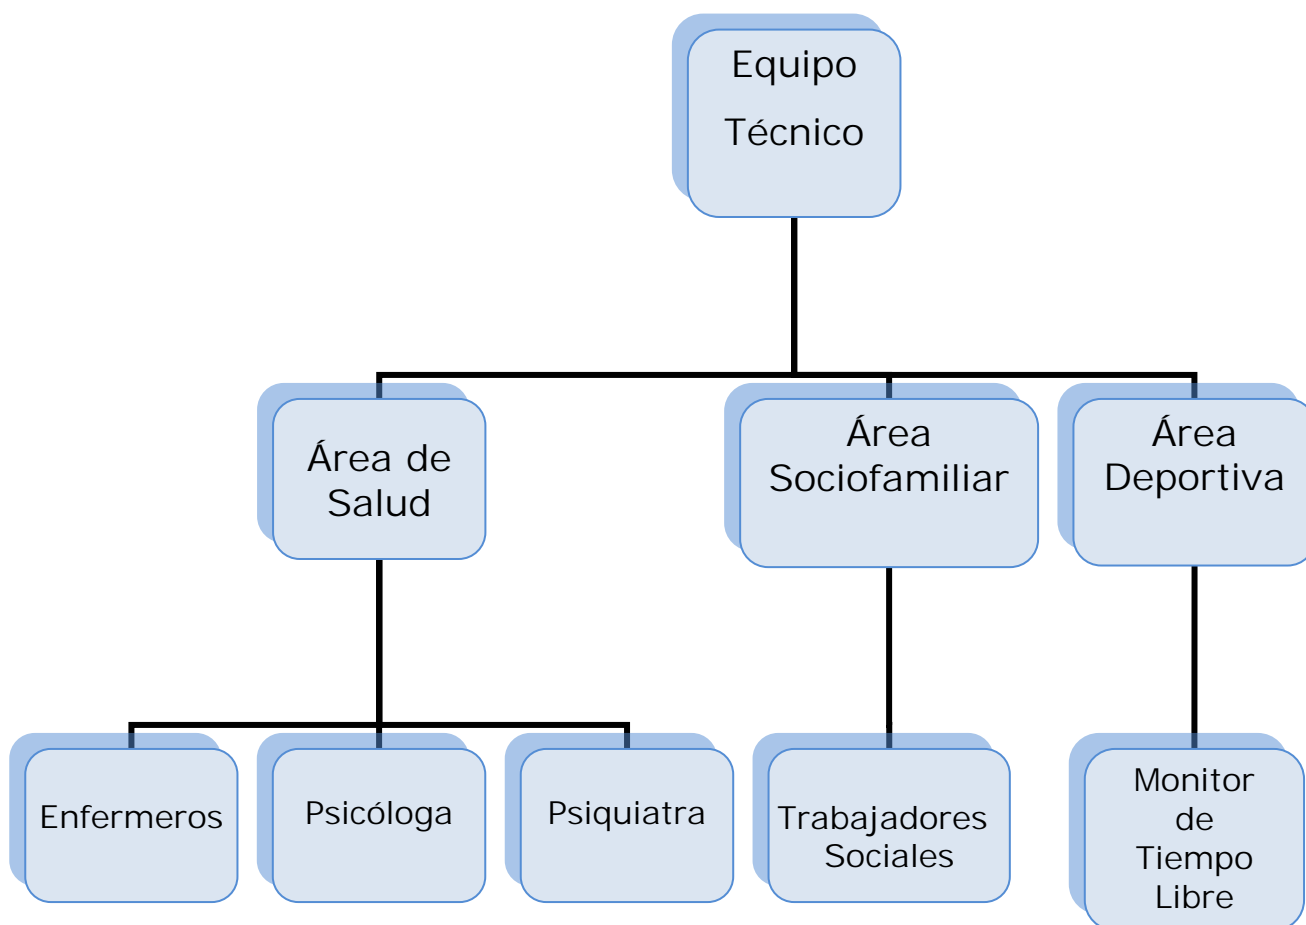 Equipo
Técnico
Área de
Salud
Área
Sociofamiliar
Área
Deportiva
Enfermeros
Psicóloga
Psiquiatra
Trabajadores
Sociales
Monitor
de
Tiempo
Libre